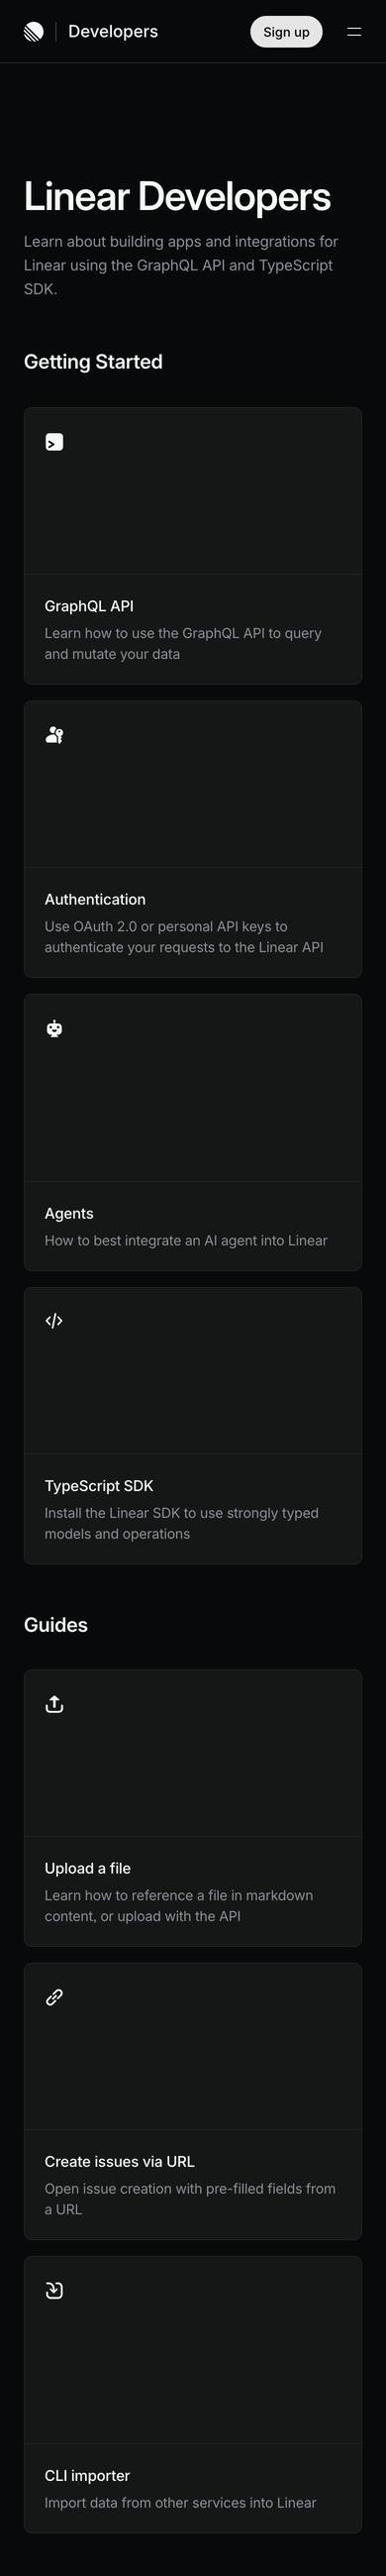 Developers
Sign up
Linear Developers
Learn about building apps and integrations for
Linear using the GraphQL API and TypeScript
SDK.
Getting Started
GraphQL API
Learn how to use the GraphQL API to query
and mutate your data
Authentication
Use OAuth 2.0 or personal API keys to
authenticate your requests to the Linear API
Agents
How to best integrate an AI agent into Linear
TypeScript SDK
Install the Linear SDK to use strongly typed
models and operations
Guides
Upload a file
Learn how to reference a file in markdown
content, or upload with the API
Create issues via URL
Open issue creation with pre-filled fields from
a URL
CLI importer
Import data from other services into Linear